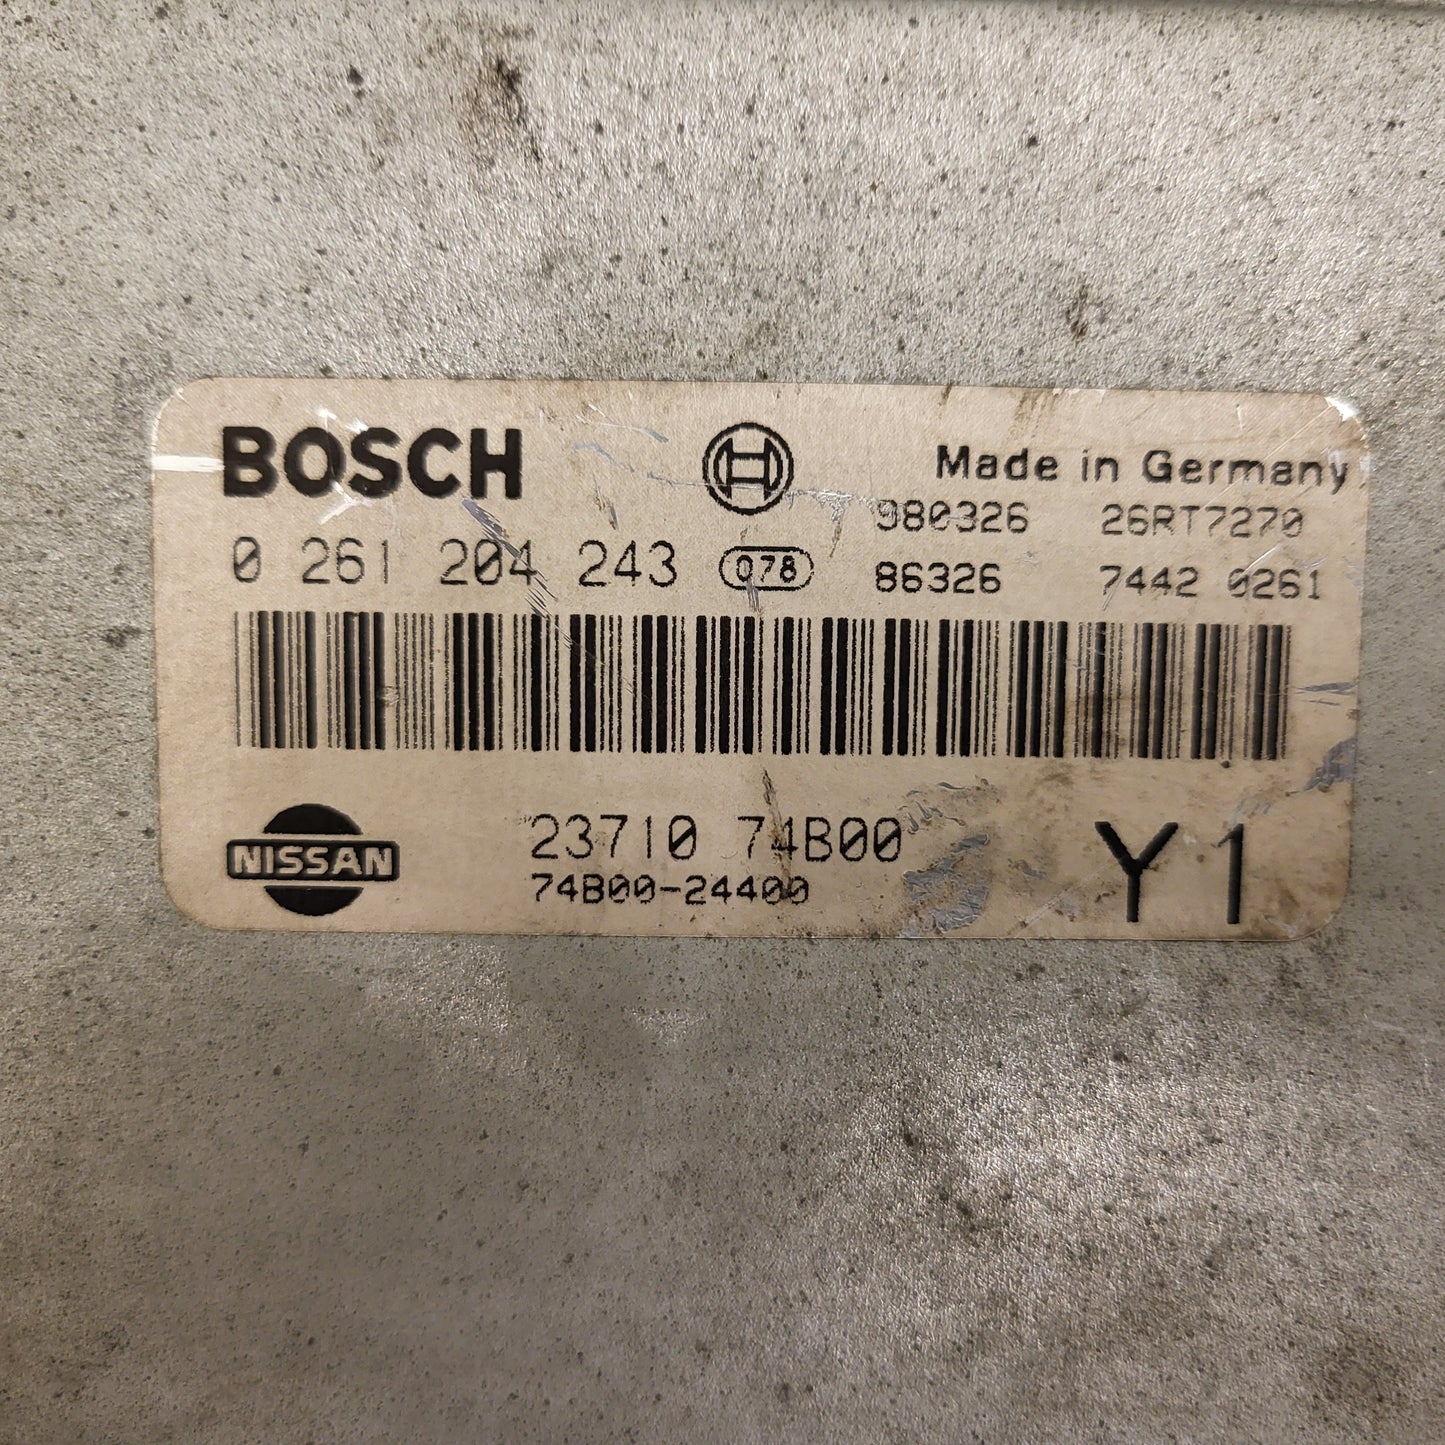 BOSCH Made in Germany
980326 26RT7270
0 261 204 243 078 86326 7442 0261
NISSAN 23710 74B00 Y1
74B00-24400